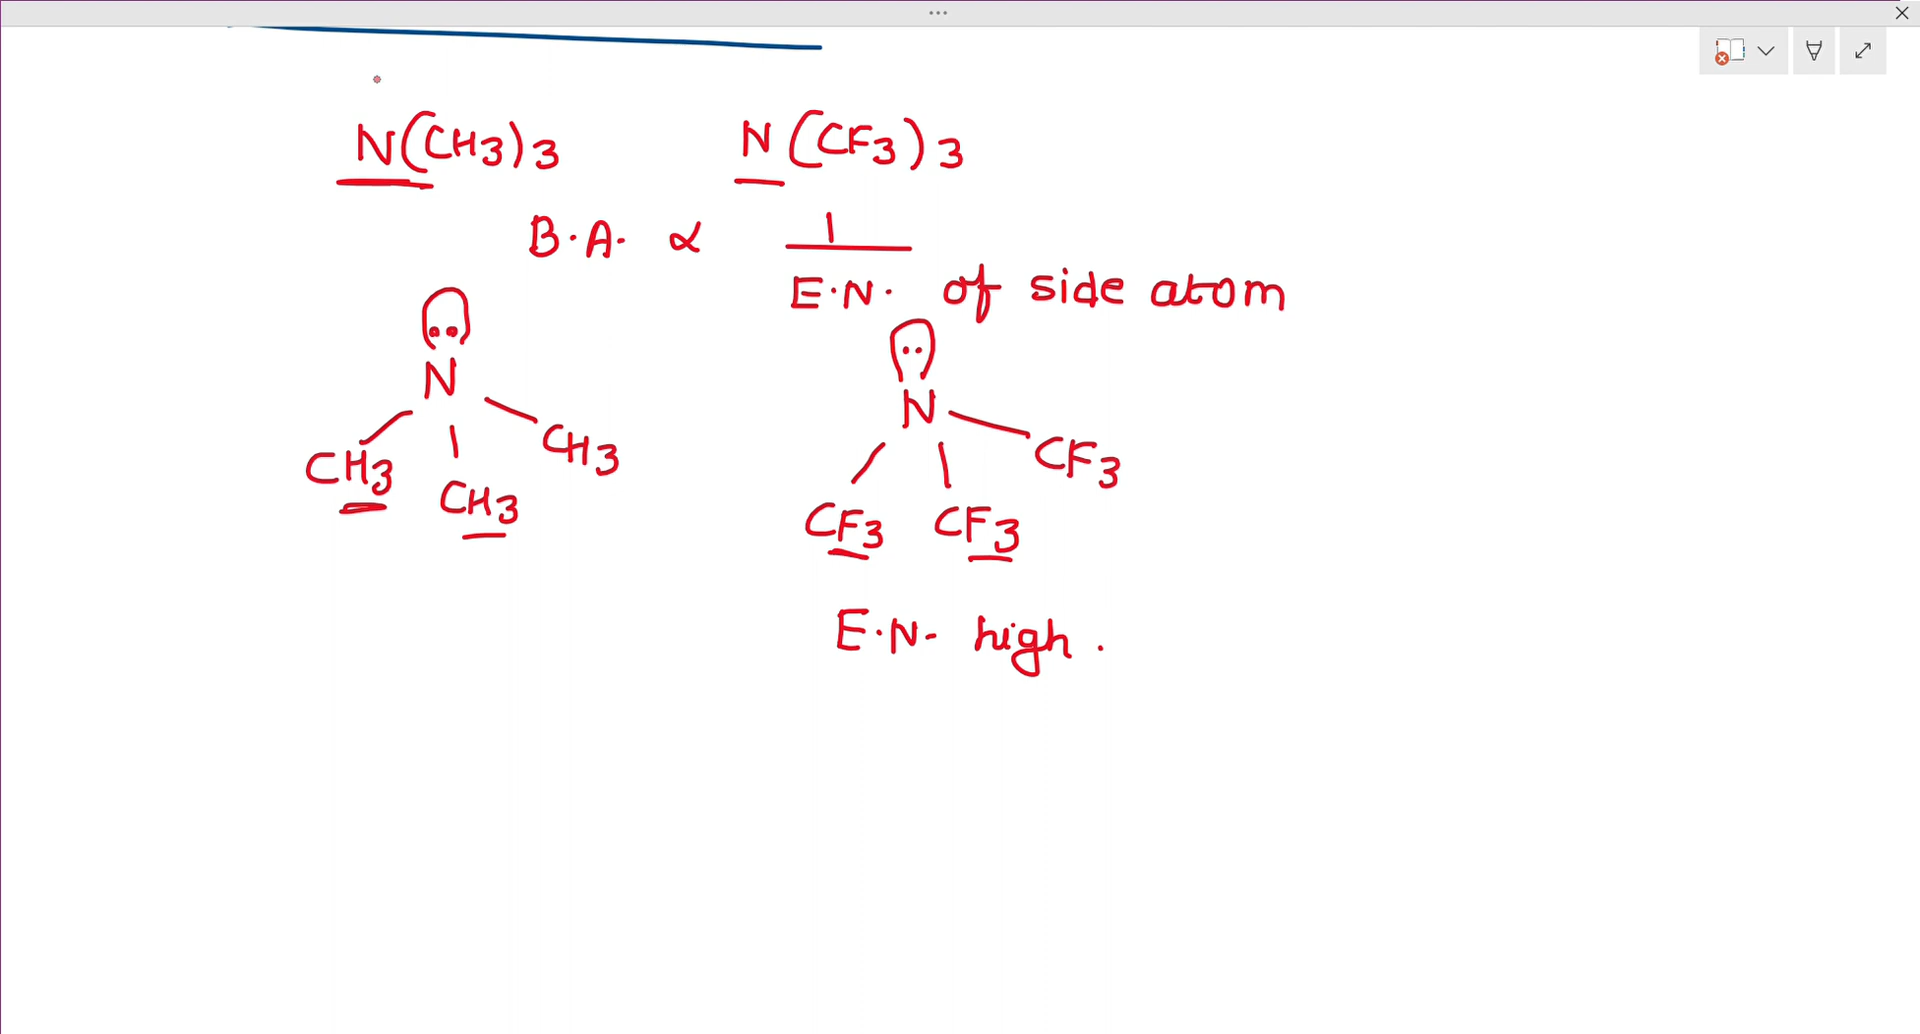 N(CH3)3 N(CF3)3
B.A. ∝ 1
E.N. of side atom
N N
CH3 CH3 CH3 CF3
CF3 CF3
E.N. high.